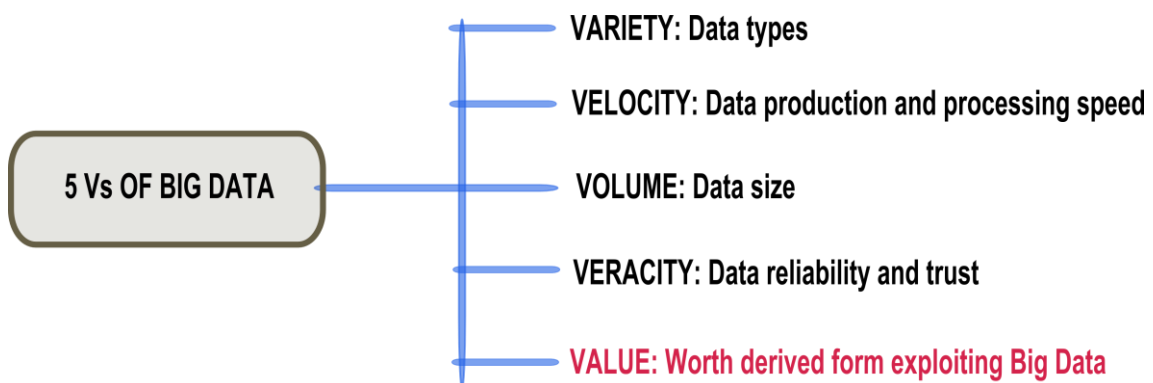 VARIETY: Data types
VELOCITY: Data production and processing speed
5 Vs OF BIG DATA
VOLUME: Data size
VERACITY: Data reliability and trust
VALUE: Worth derived form exploiting Big Data